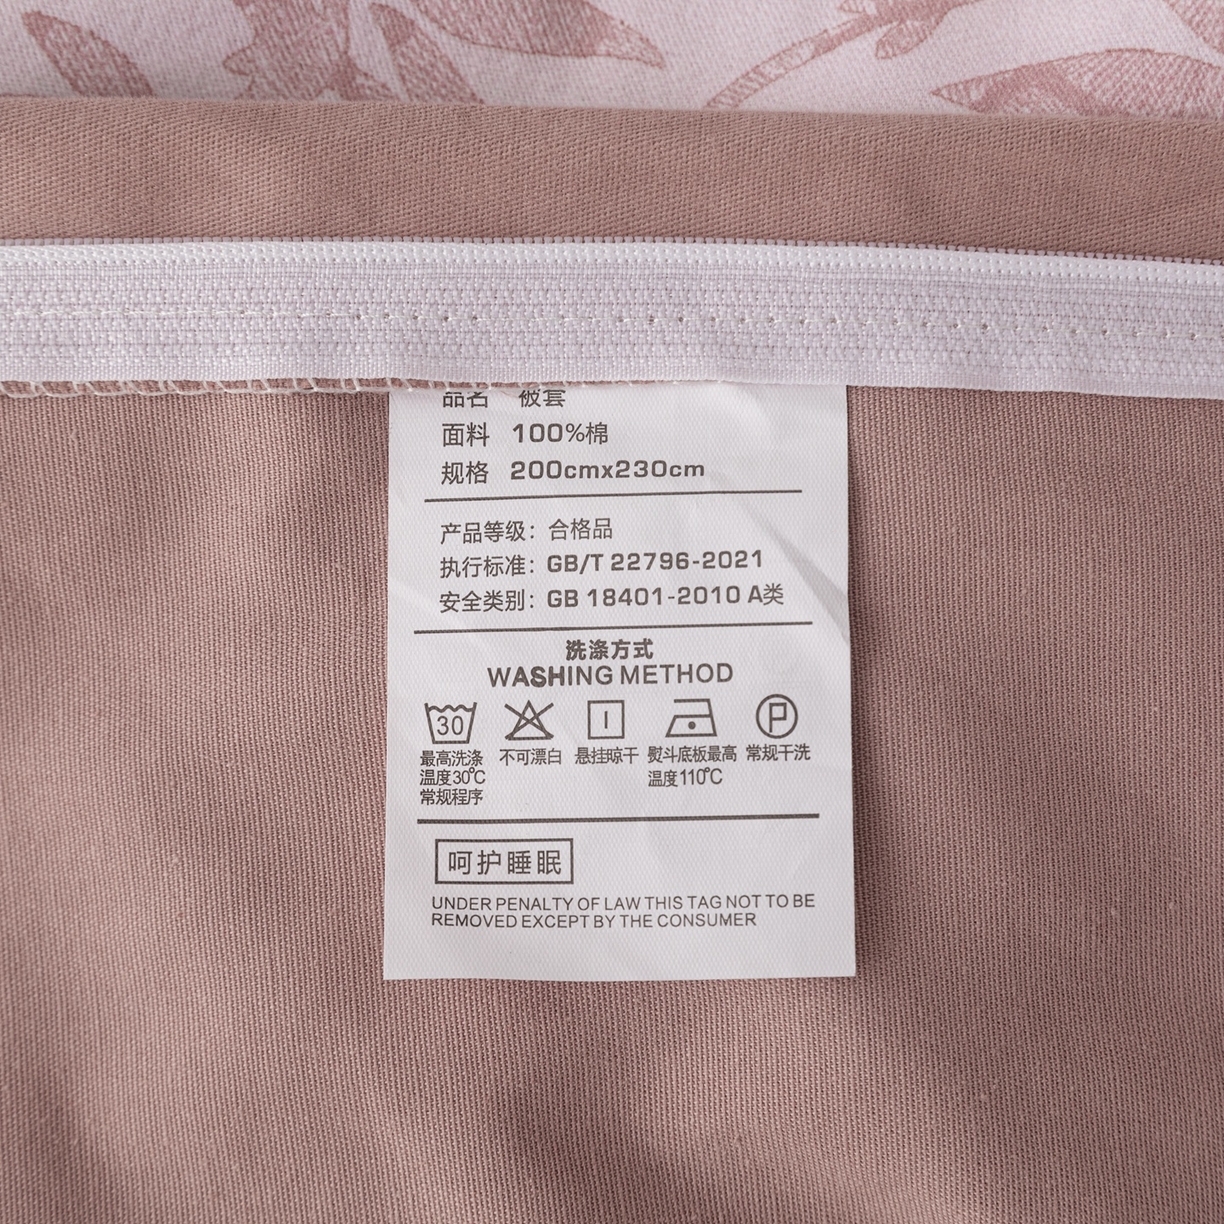 品名 被套
面料 100%棉
规格 200cmx230cm
产品等级：合格品
执行标准：GB/T 22796-2021
安全类别：GB 18401-2010 A类
洗涤方式
WASHING METHOD
30
P
最高洗涤温度30℃常规程序
不可漂白
悬挂晾干
熨斗底板最高温度110℃
常规干洗
呵护睡眠
UNDER PENALTY OF LAW THIS TAG NOT TO BE
REMOVED EXCEPT BY THE CONSUMER